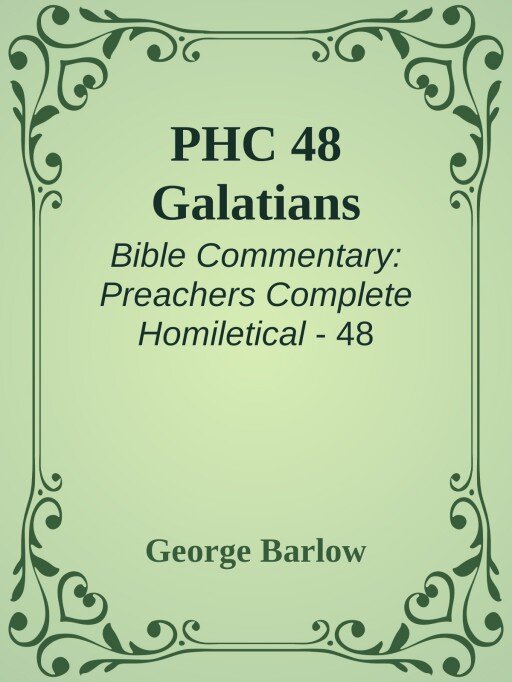 PHC 48
Galatians
Bible Commentary:
Preachers Complete
Homiletical - 48
George Barlow